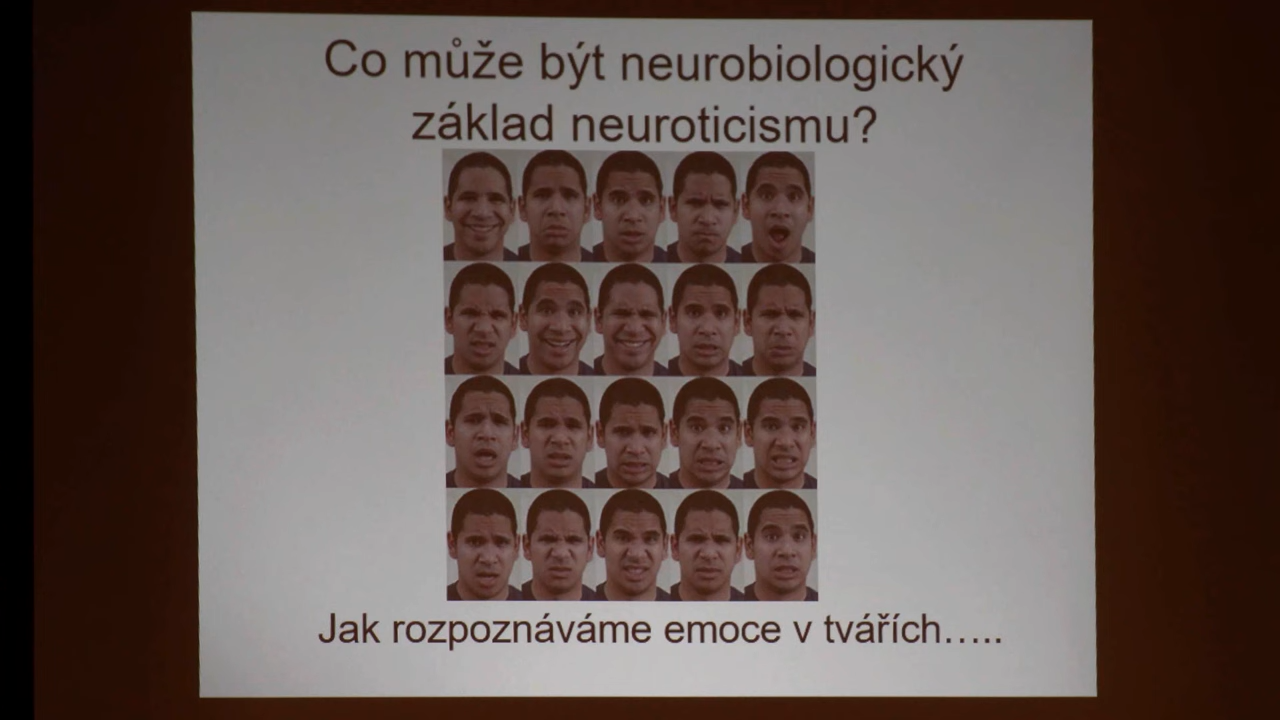 Co může být neurobiologický
základ neuroticismu?
Jak rozpoznáváme emoce v tvářích…..